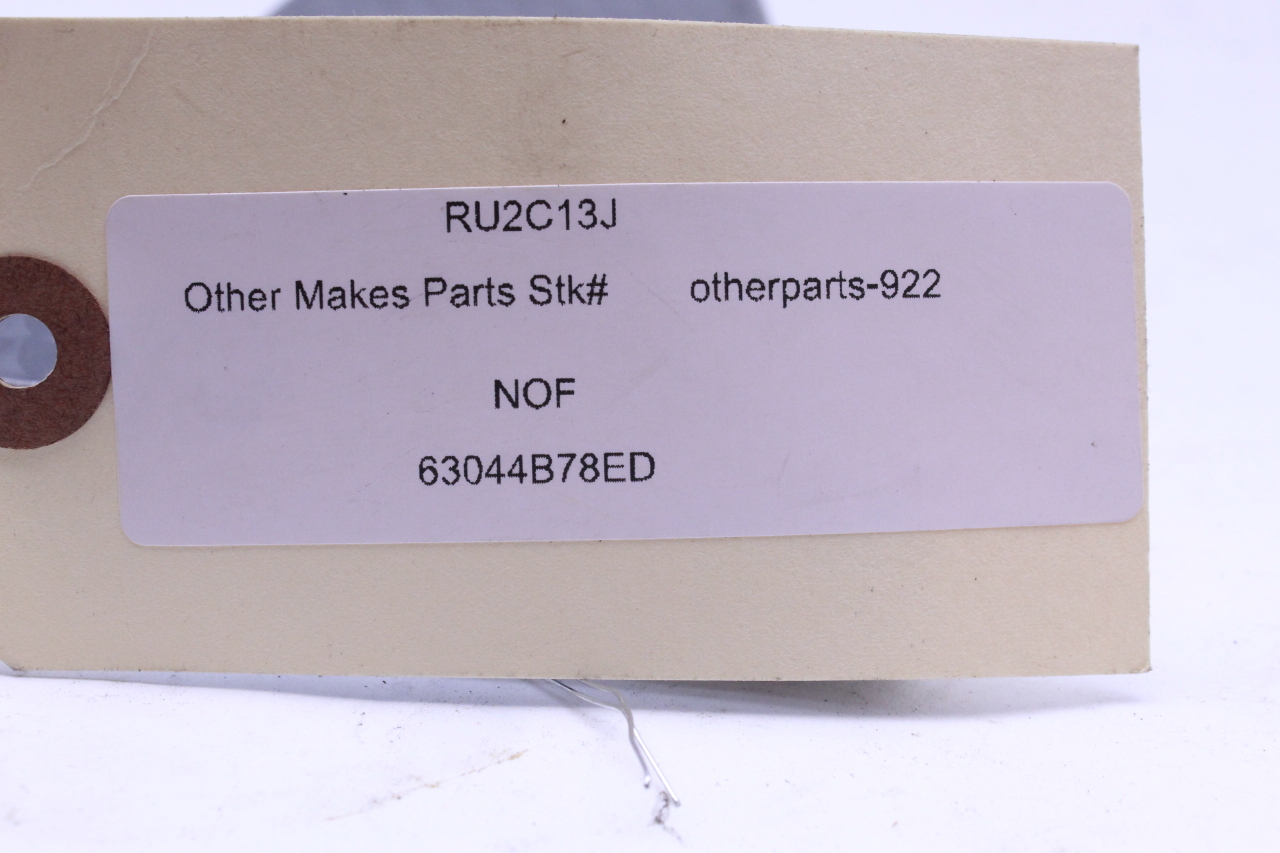 RU2C13J
Other Makes Parts Stk# otherparts-922
NOF
63044B78ED